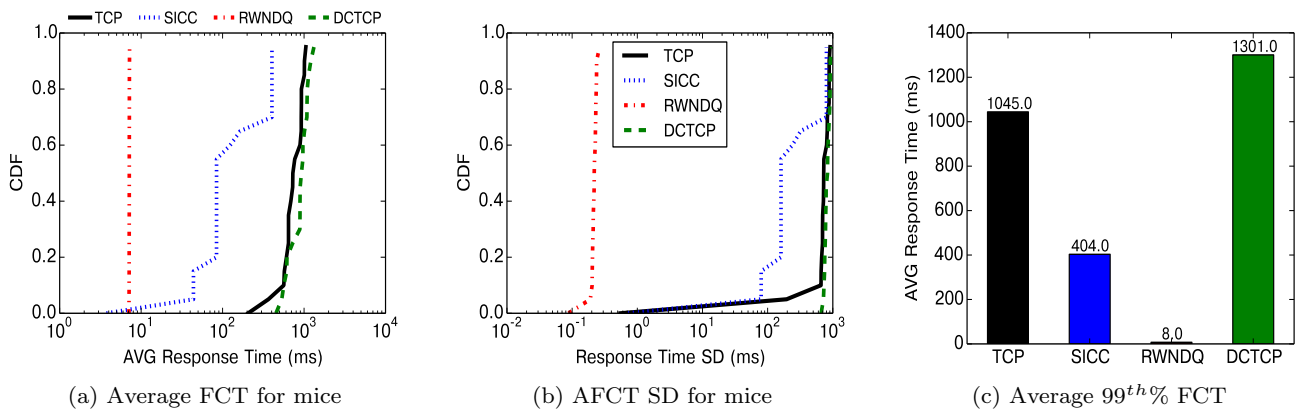 TCP SICC RWNDQ DCTCP
1.0
0.8
0.6
0.4
0.2
0.0
CDF
10^0 10^1 10^2 10^3 10^4
AVG Response Time (ms)
(a) Average FCT for mice
TCP
SICC
RWNDQ
DCTCP
1.0
0.8
0.6
0.4
0.2
0.0
CDF
10^-2 10^-1 10^0 10^1 10^2 10^3
Response Time SD (ms)
(b) AFCT SD for mice
1400
1200
1000
800
600
400
200
0
AVG Response Time (ms)
1045.0
404.0
8.0
1301.0
TCP SICC RWNDQ DCTCP
(c) Average 99^th% FCT